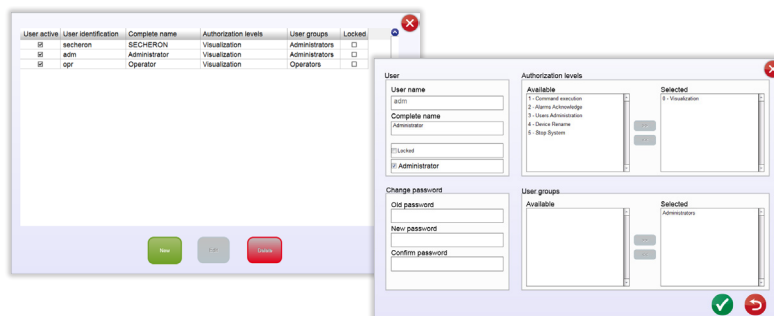 User active User identification Complete name Authorization levels User groups Locked
secheron SECHERON Visualization Administrators
adm Administrator Visualization Administrators
opr Operator Visualization Operators
New Edit Delete
User
User name
adm
Complete name
Administrator
Locked
Administrator
Authorization levels
Available Selected
1 - Command execution
2 - Alarms Acknowledge
3 - Users Administration
4 - Device Rename
5 - Stop System
6 - Visualization
Change password
Old password
New password
Confirm password
User groups
Available Selected
Administrators